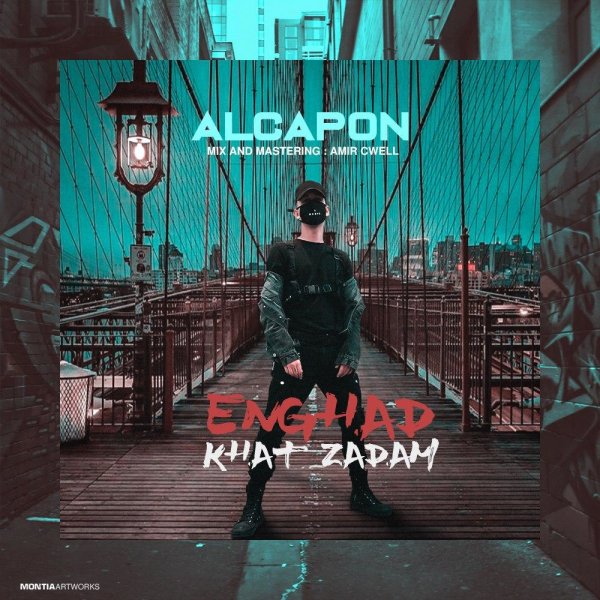 ALCAPON
MIX AND MASTERING : AMIR CWELL
ENGHAD
KHAT ZADAM
MONTIAARTWORKS